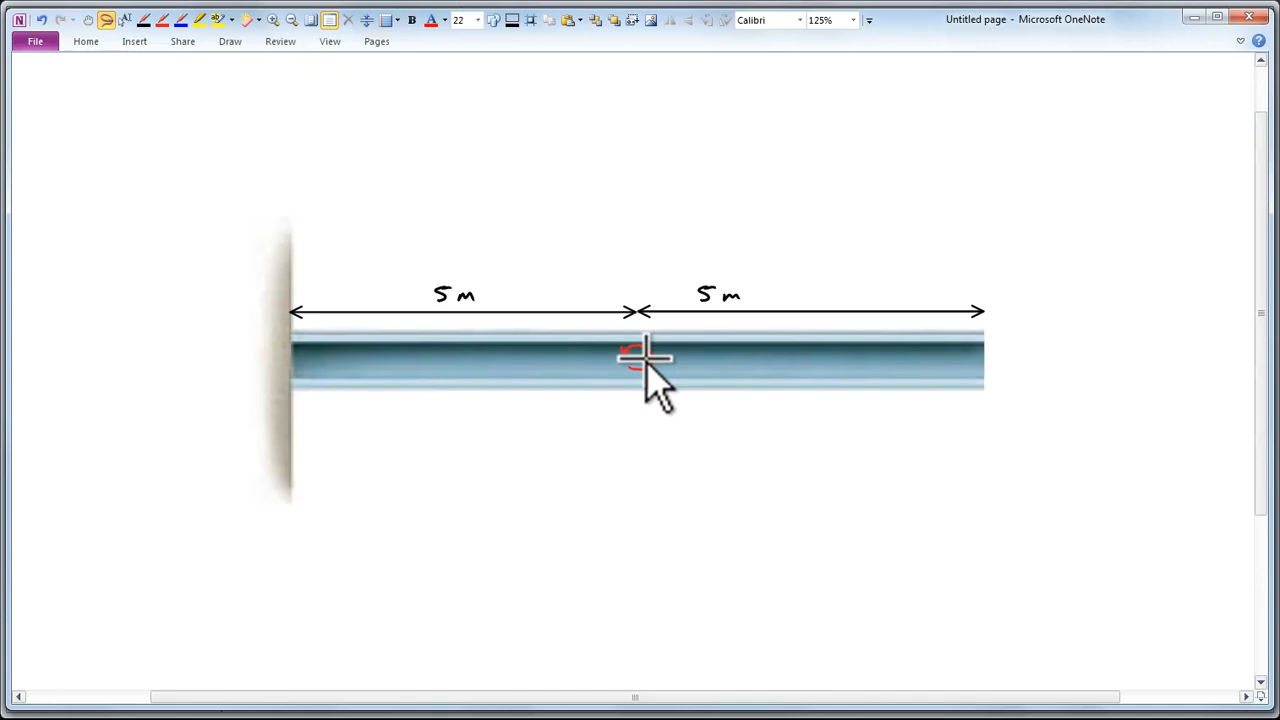 22
Calibri
125%
Untitled page - Microsoft OneNote
File
Home
Insert
Share
Draw
Review
View
Pages
5 m
5 m